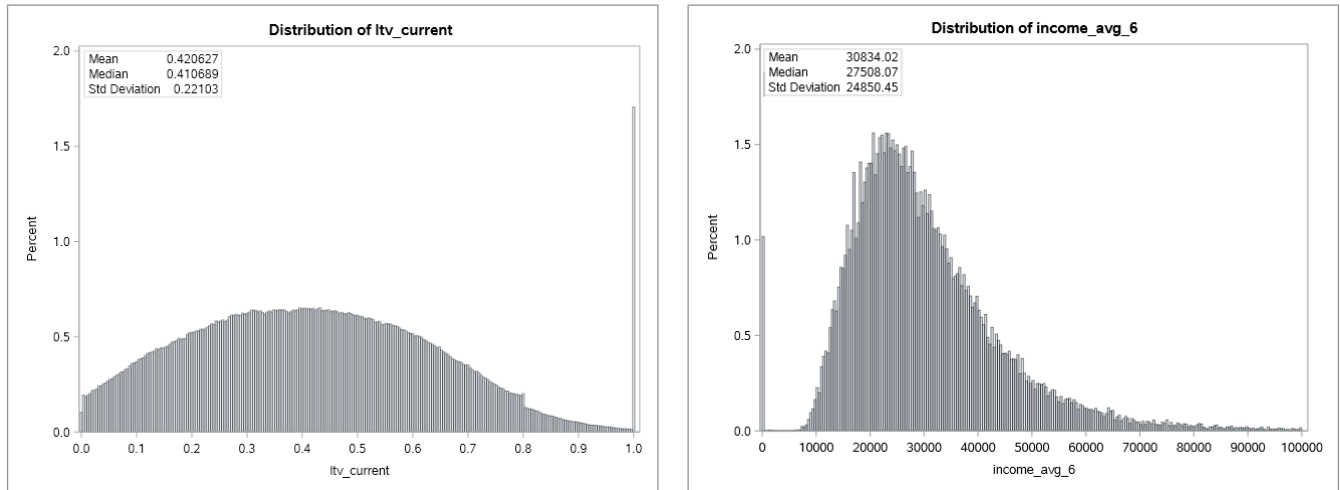 Distribution of ltv_current
2.0
Mean 0.420627
Median 0.410689
Std Deviation 0.22103
1.5
1.0
0.5
0.0
Percent
0.0 0.1 0.2 0.3 0.4 0.5 0.6 0.7 0.8 0.9 1.0
ltv_current
Distribution of income_avg_6
2.0
Mean 30834.02
Median 27508.07
Std Deviation 24850.45
1.5
1.0
0.5
0.0
Percent
0 10000 20000 30000 40000 50000 60000 70000 80000 90000 100000
income_avg_6